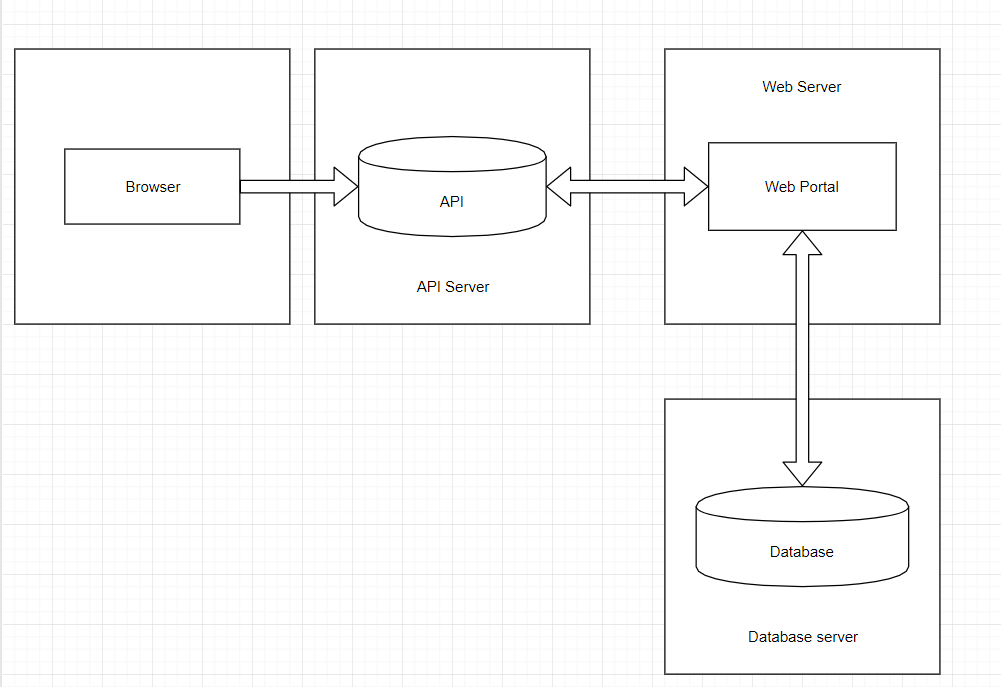 Web Server
Browser
API
Web Portal
API Server
Database
Database server